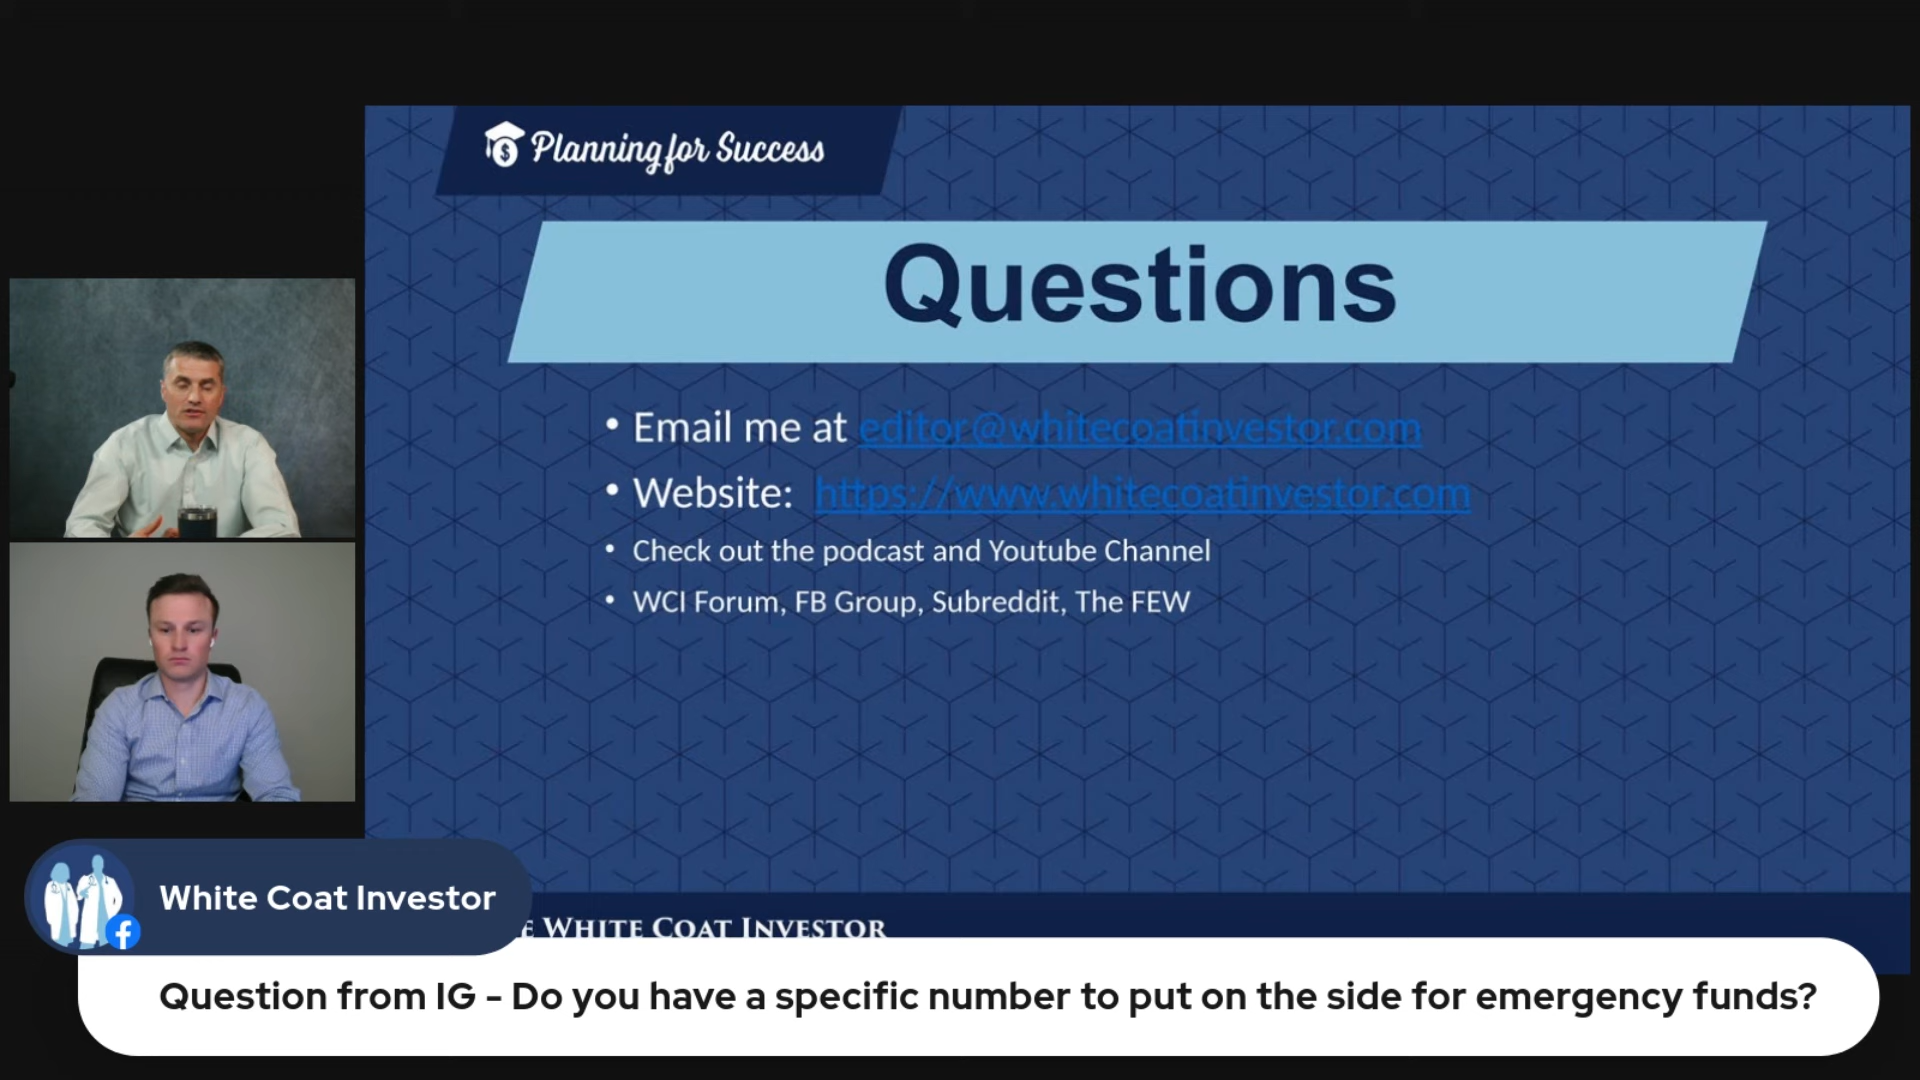 Planning for Success
Questions
• Email me at editor@whitecoatinvestor.com
• Website: https://www.whitecoatinvestor.com
• Check out the podcast and Youtube Channel
• WCI Forum, FB Group, Subreddit, The FEW
White Coat Investor
E WHITE COAT INVESTOR
Question from IG - Do you have a specific number to put on the side for emergency funds?